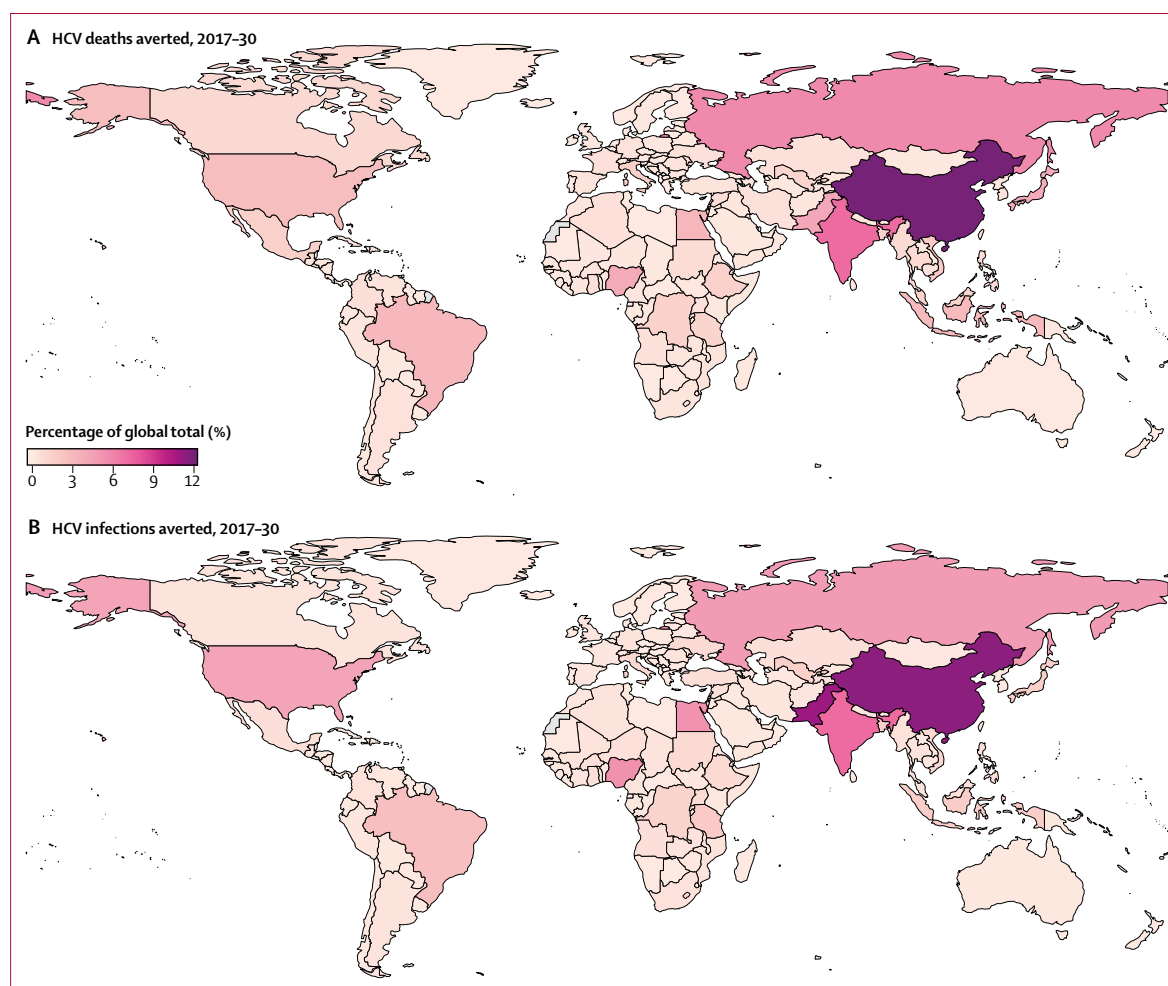 A HCV deaths averted, 2017–30
Percentage of global total (%)
0 3 6 9 12
B HCV infections averted, 2017–30